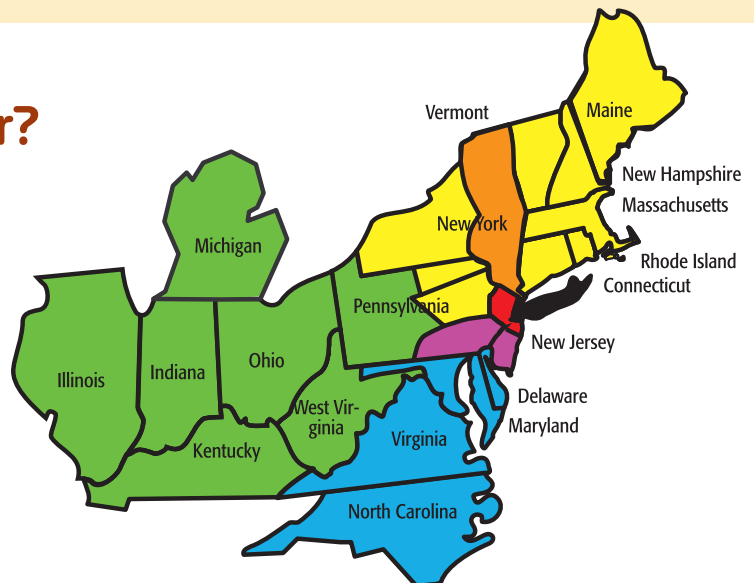 r?
Vermont
Maine
New Hampshire
Massachusetts
New York
Rhode Island
Connecticut
Michigan
Pennsylvania
New Jersey
Ohio
Indiana
Illinois
Delaware
West Vir-
ginia
Maryland
Virginia
Kentucky
North Carolina